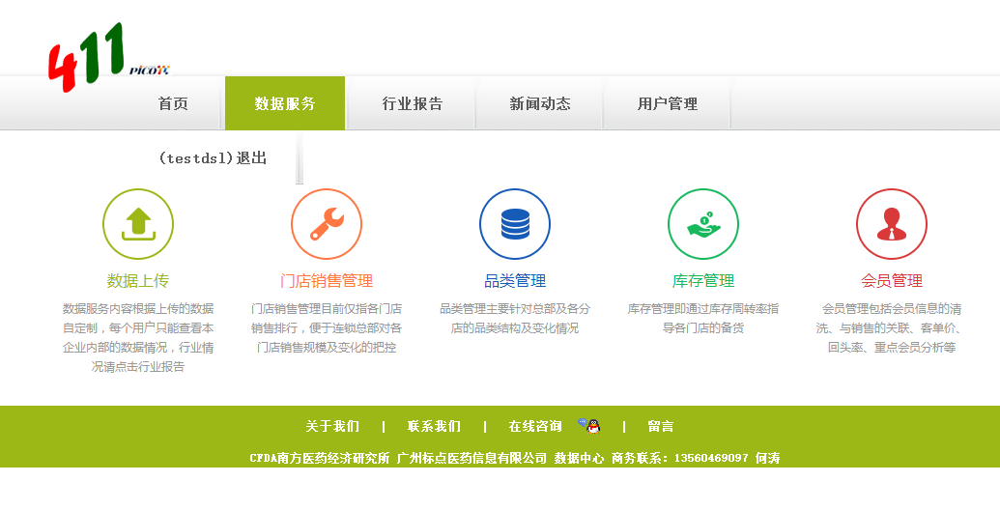 411
PICO
首页
数据服务
行业报告
新闻动态
用户管理
(testdsl)退出
数据上传
数据服务内容根据上传的数据
自定制，每个用户只能查看本
企业内部的数据情况，行业情
况请点击行业报告
门店销售管理
门店销售管理目前仅指各门店
销售排行，便于连锁总部对各
门店销售规模及变化的把控
品类管理
品类管理主要针对总部及各分
店的品类结构及变化情况
库存管理
库存管理即通过库存周转率指
导各门店的备货
会员管理
会员管理包括会员信息的清
洗、与销售的关联、客单价、
回头率、重点会员分析等
关于我们 | 联系我们 | 在线咨询 | 留言
CFDA南方医药经济研究所 广州标点医药信息有限公司 数据中心 商务联系: 13560469097 何涛